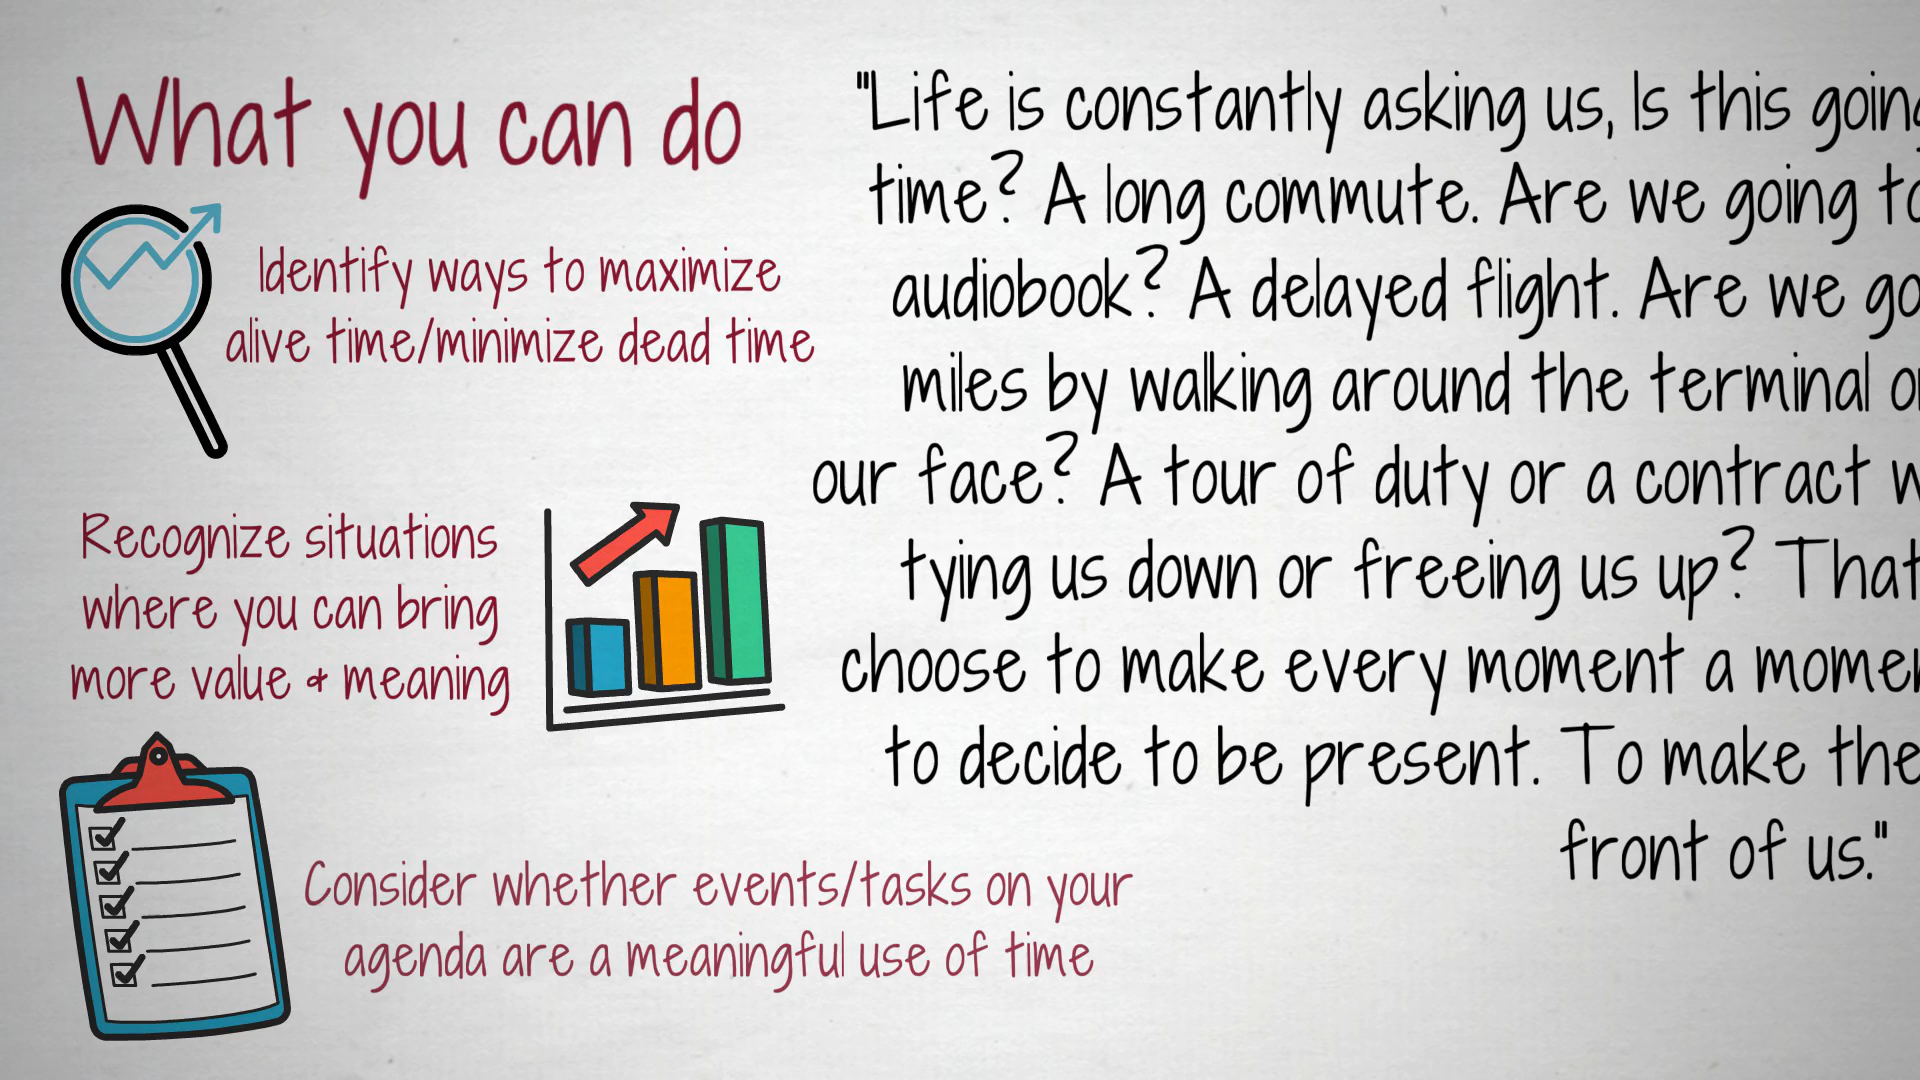 What you can do
Identify ways to maximize
alive time/minimize dead time
Recognize situations
where you can bring
more value & meaning
Consider whether events/tasks on your
agenda are a meaningful use of time
"Life is constantly asking us, Is this going
time? A long commute. Are we going to
audiobook? A delayed flight. Are we
miles by walking around the terminal
our face? A tour of duty or a contract
tying us down or freeing us up?
choose to make every moment a
to decide to be present. To make
front of us."